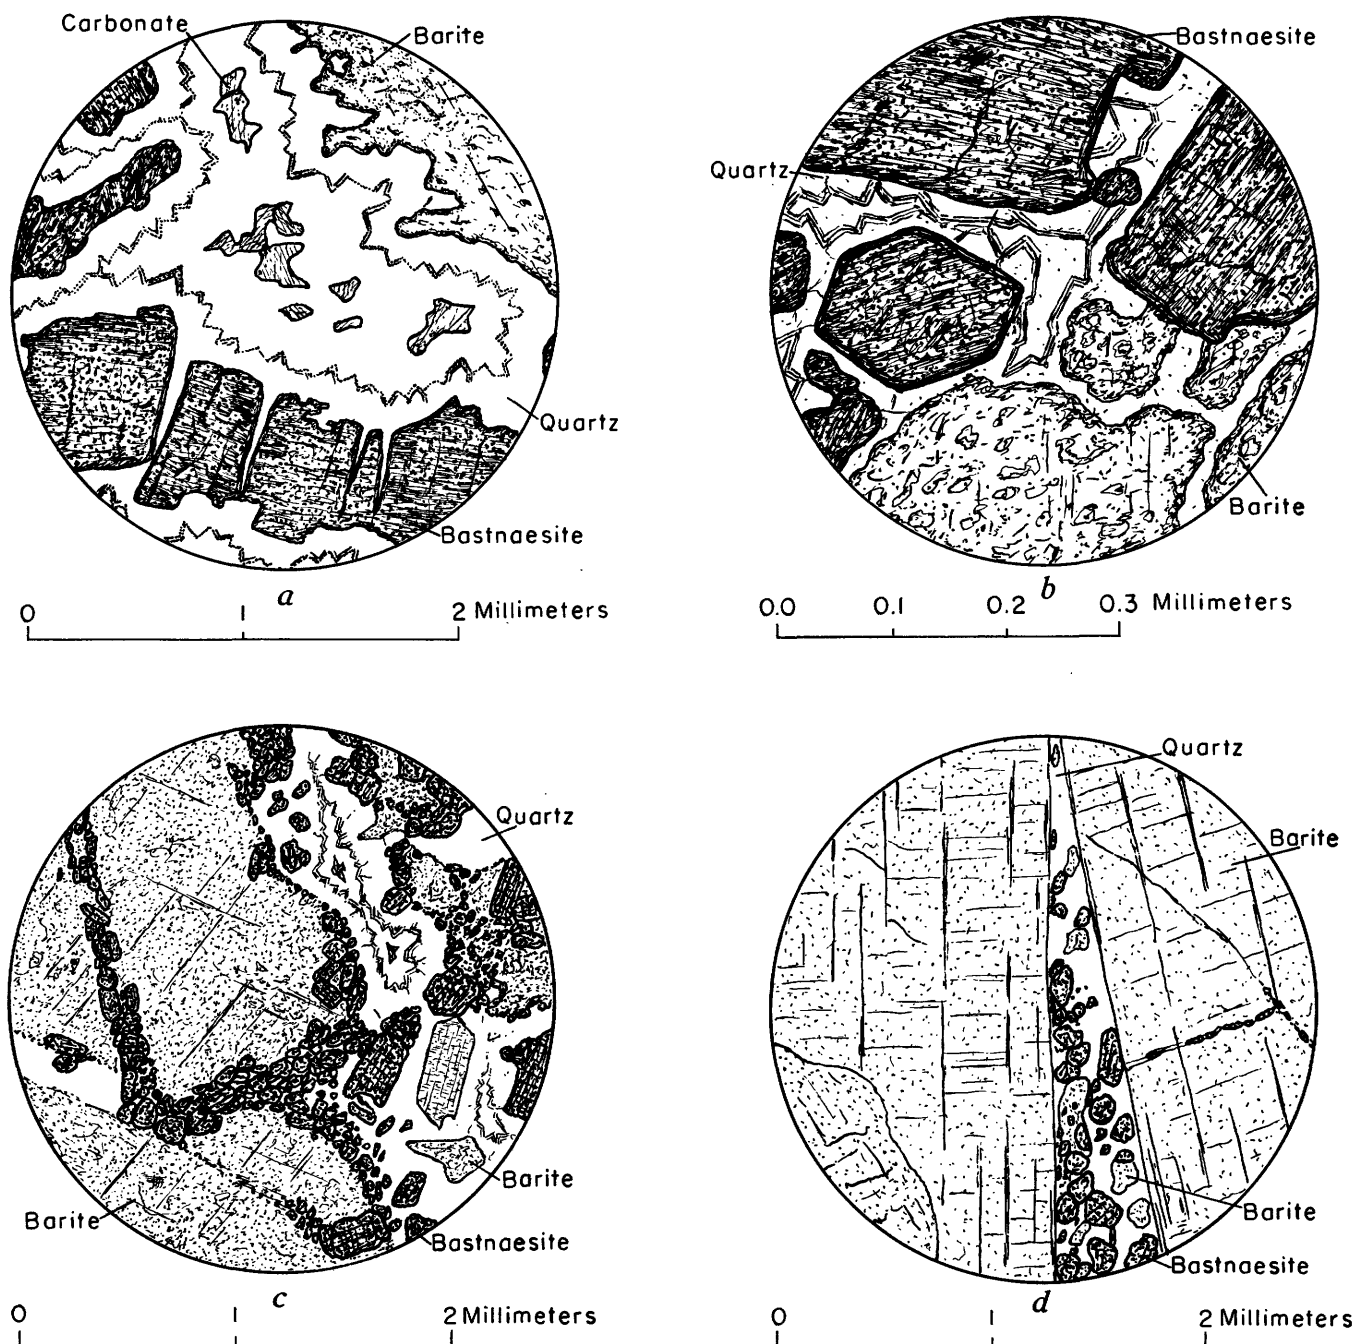 Carbonate
Barite
Quartz
Bastnaesite
a
0 1 2 Millimeters
Bastnaesite
Quartz
Barite
b
0.0 0.1 0.2 0.3 Millimeters
Quartz
Barite
Barite
Bastnaesite
c
0 1 2 Millimeters
Quartz
Barite
Barite
Bastnaesite
d
0 1 2 Millimeters